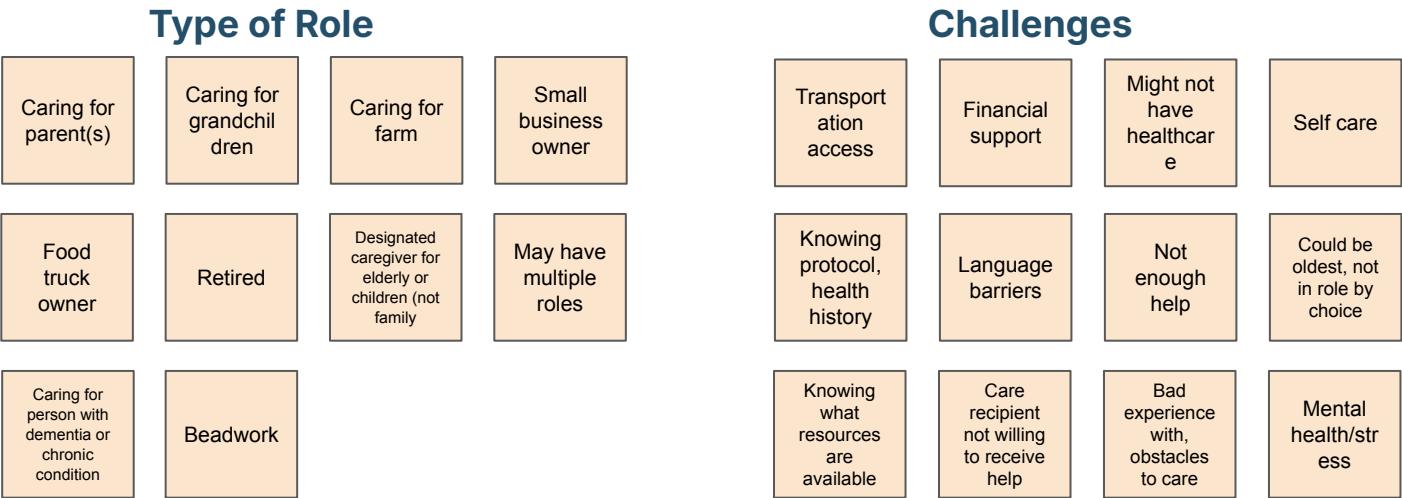 Type of Role
Caring for
parent(s)
Caring for
grandchil
dren
Caring for
farm
Small
business
owner
Food
truck
owner
Retired
Designated
caregiver for
elderly or
children (not
family
May have
multiple
roles
Caring for
person with
dementia or
chronic
condition
Beadwork
Challenges
Transport
ation
access
Financial
support
Might not
have
healthcar
e
Self care
Knowing
protocol,
health
history
Language
barriers
Not
enough
help
Could be
oldest, not
in role by
choice
Knowing
what
resources
are
available
Care
recipient
not willing
to receive
help
Bad
experience
with,
obstacles
to care
Mental
health/str
ess